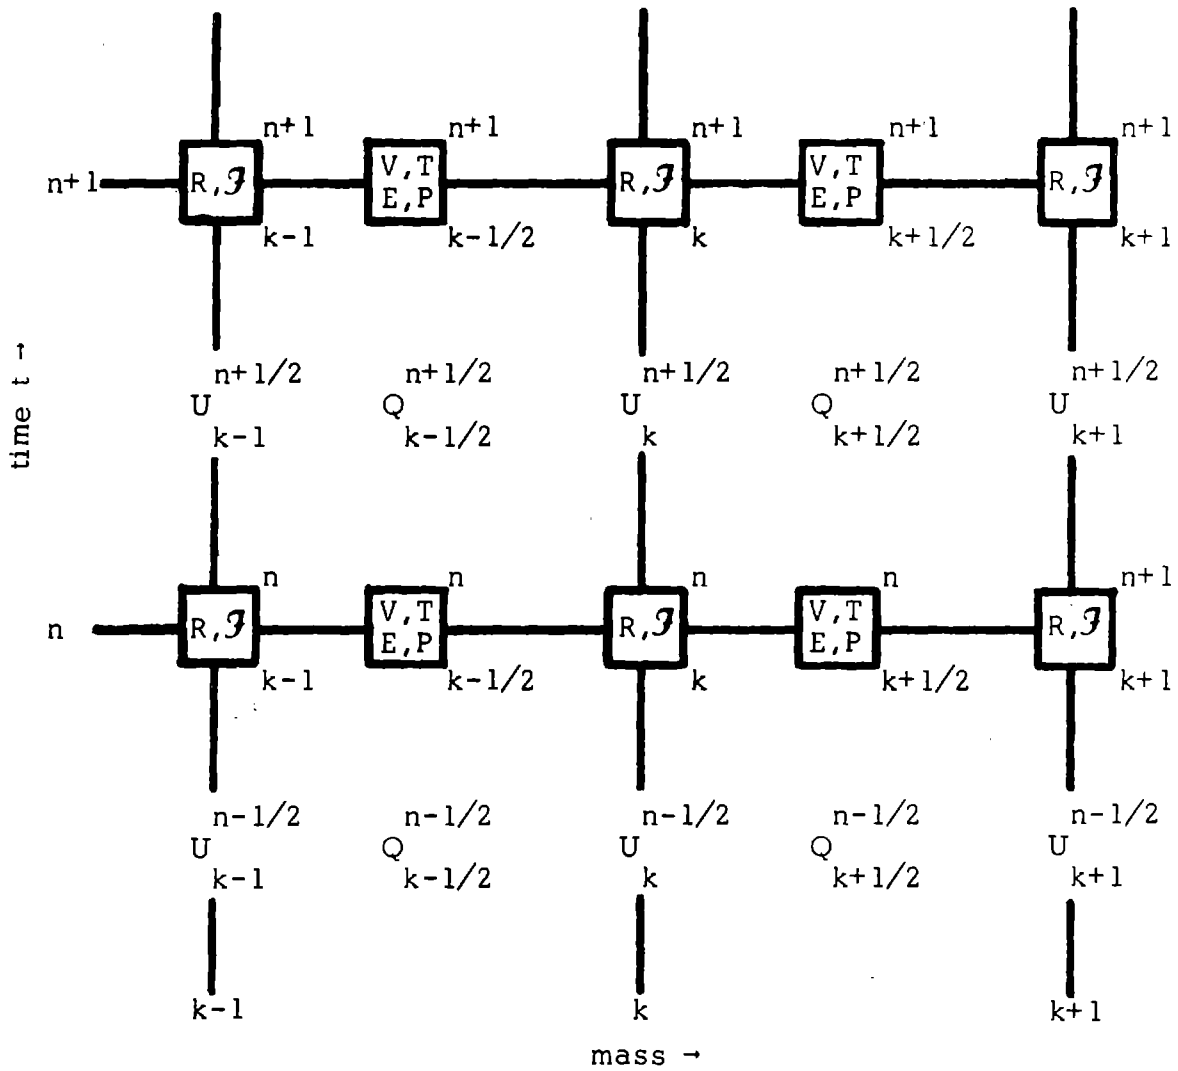 n+1 n+1 n+1 n+1 n+1
n+1 R,ℱ V,T R,ℱ V,T R,ℱ
E,P E,P
k-1 k-1/2 k k+1/2 k+1
time t →
n+1/2 n+1/2 n+1/2 n+1/2 n+1/2
U Q U Q U
k-1 k-1/2 k k+1/2 k+1
n n n n n+1
n R,ℱ V,T R,ℱ V,T R,ℱ
E,P E,P
k-1 k-1/2 k k+1/2 k+1
n-1/2 n-1/2 n-1/2 n-1/2 n-1/2
U Q U Q U
k-1 k-1/2 k k+1/2 k+1
k-1 k k+1
mass →